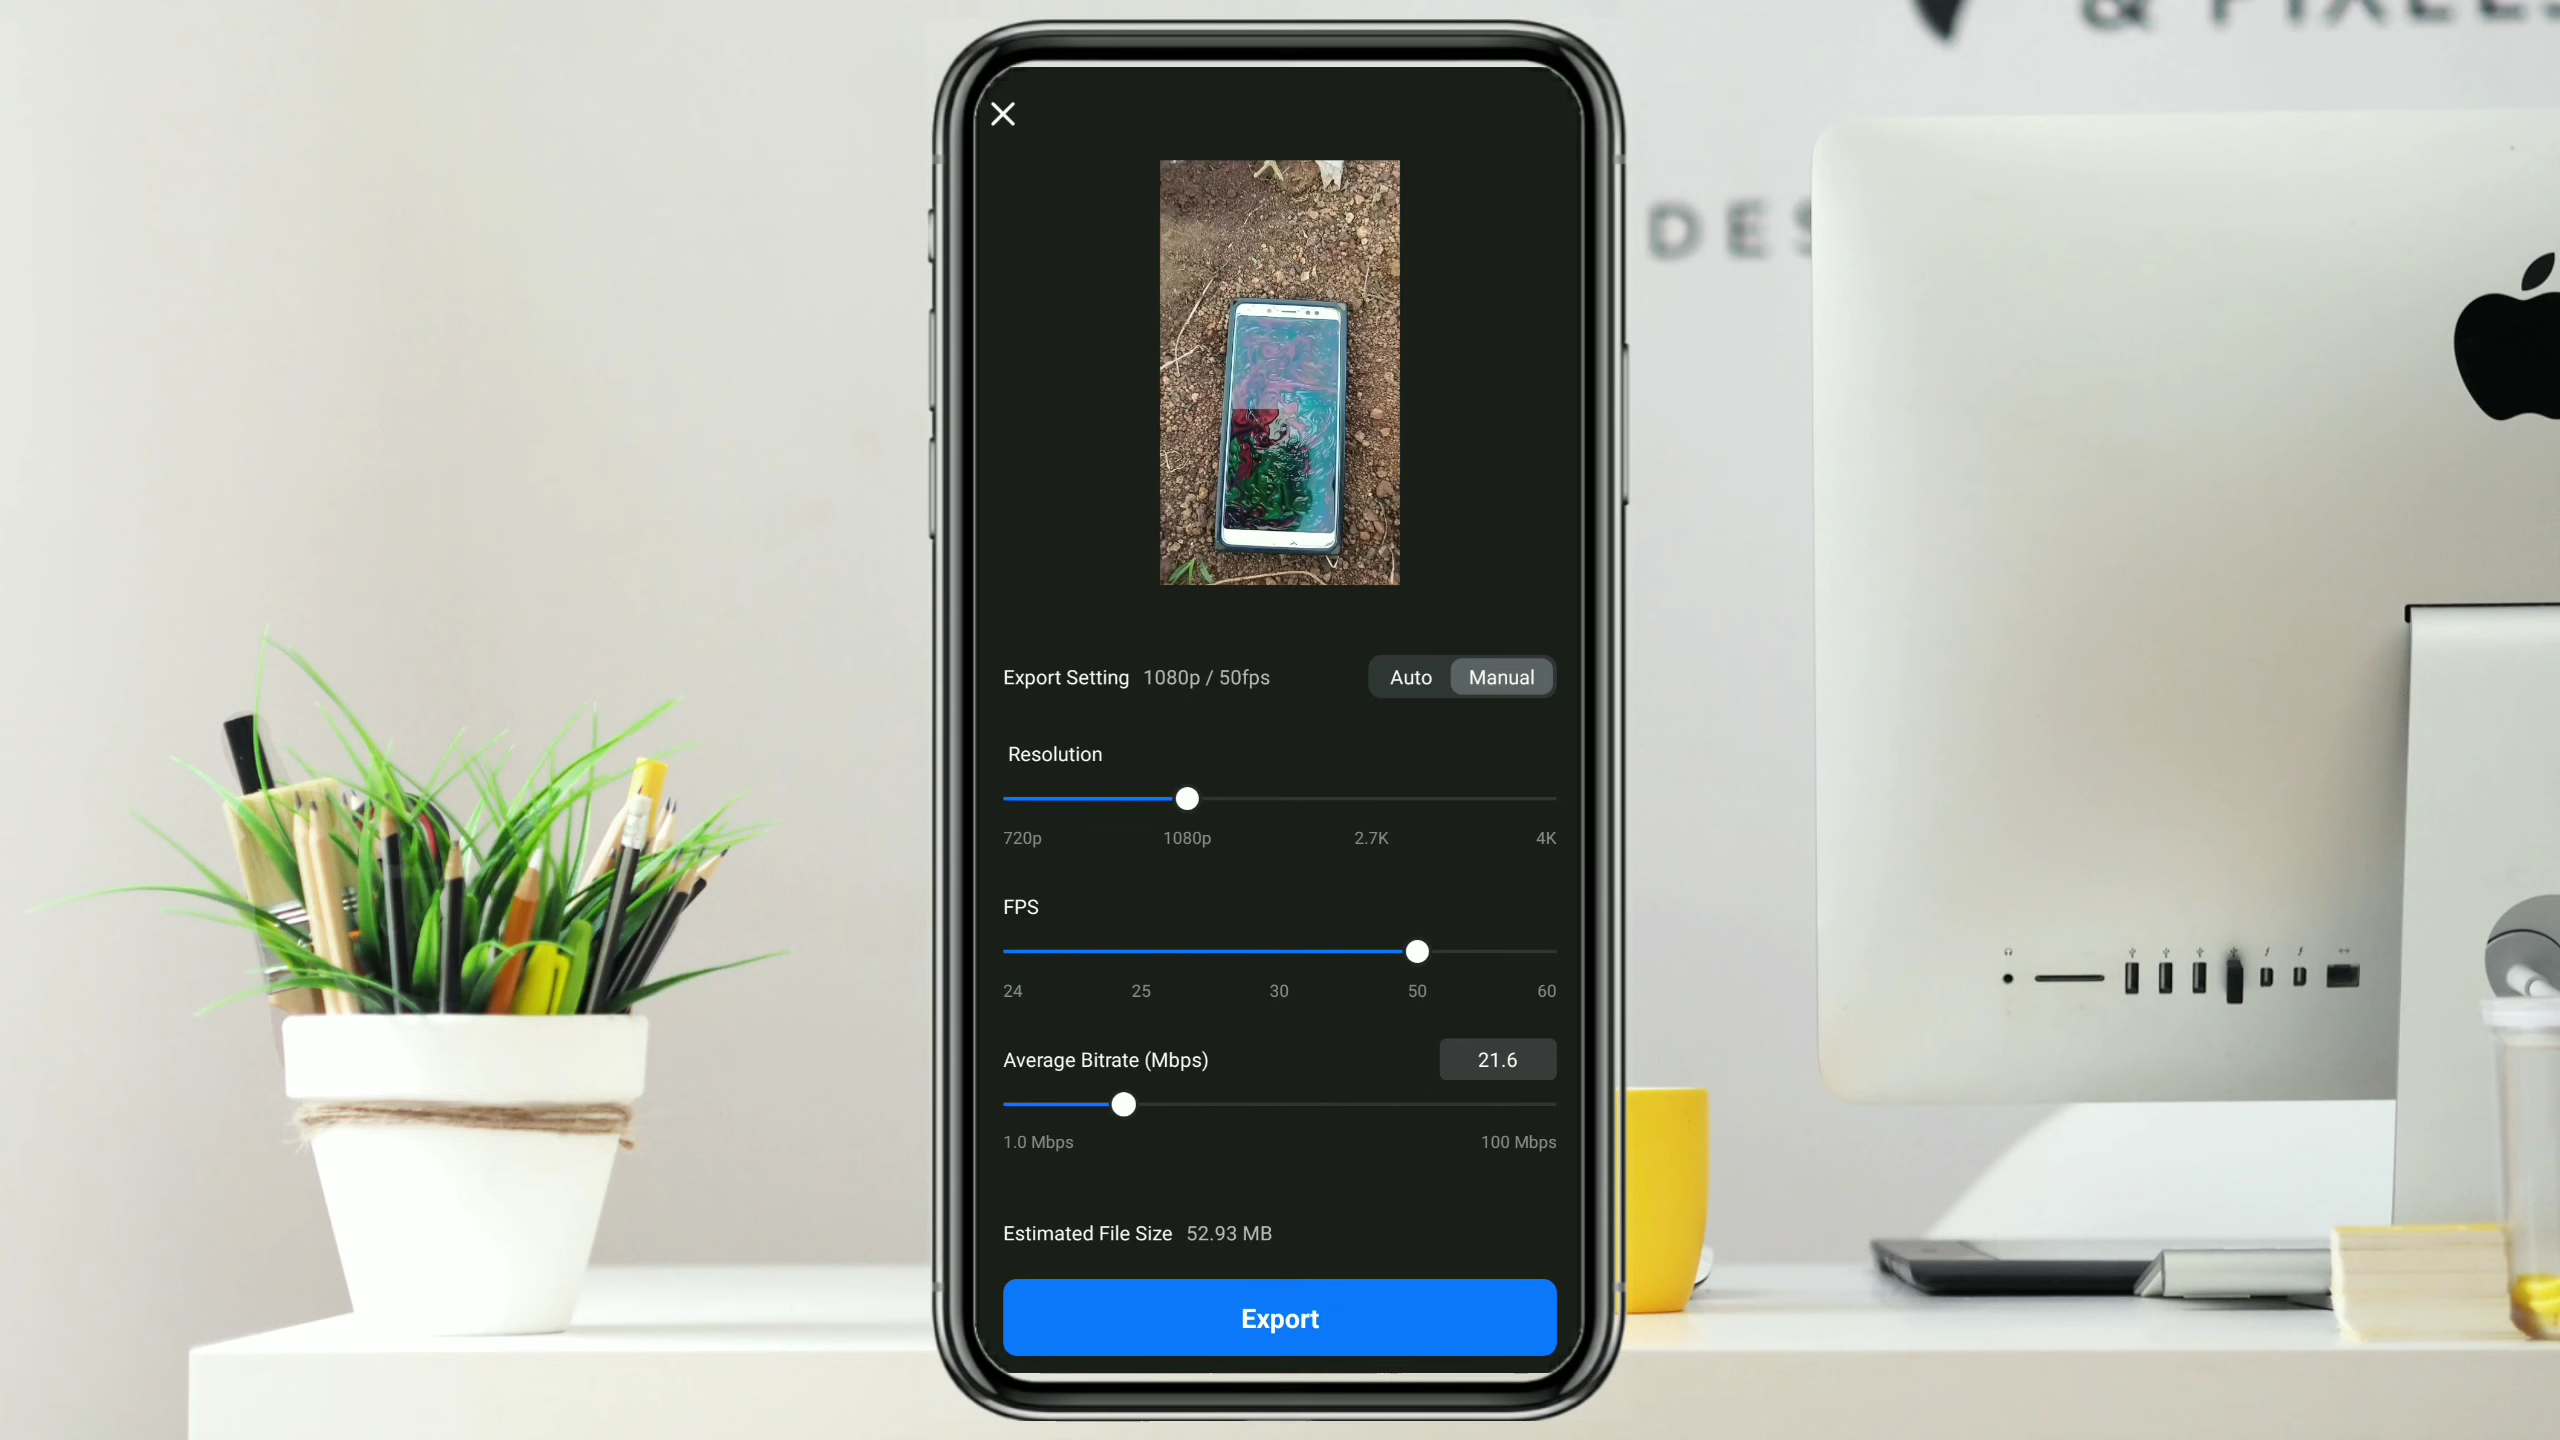 & PIXELS
DES
Export Setting 1080p / 50fps Auto Manual
Resolution
720p 1080p 2.7K 4K
FPS
24 25 30 50 60
Average Bitrate (Mbps) 21.6
1.0 Mbps 100 Mbps
Estimated File Size 52.93 MB
Export